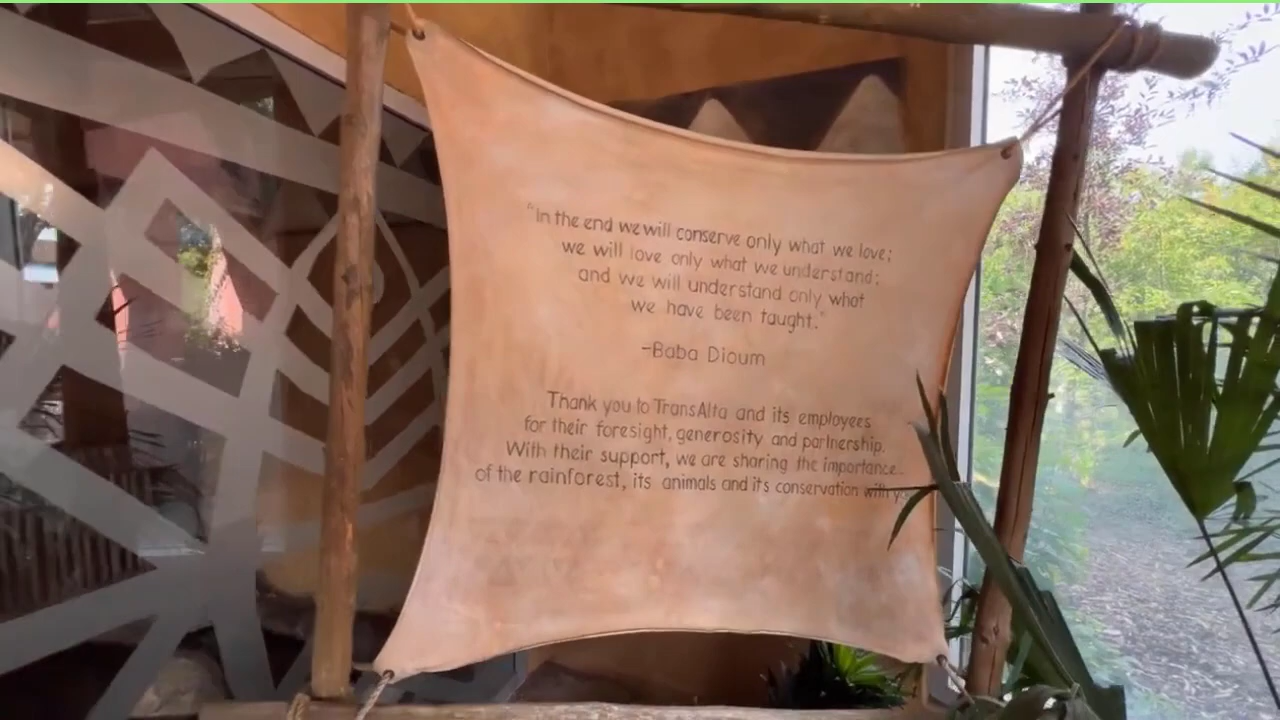 "In the end we will conserve only what we love;
we will love only what we understand;
and we will understand only what
we have been taught."
-Baba Dioum
Thank you to TransAlta and its employees
for their foresight, generosity and partnership.
With their support, we are sharing the importance
of the rainforest, its animals and its conservation with